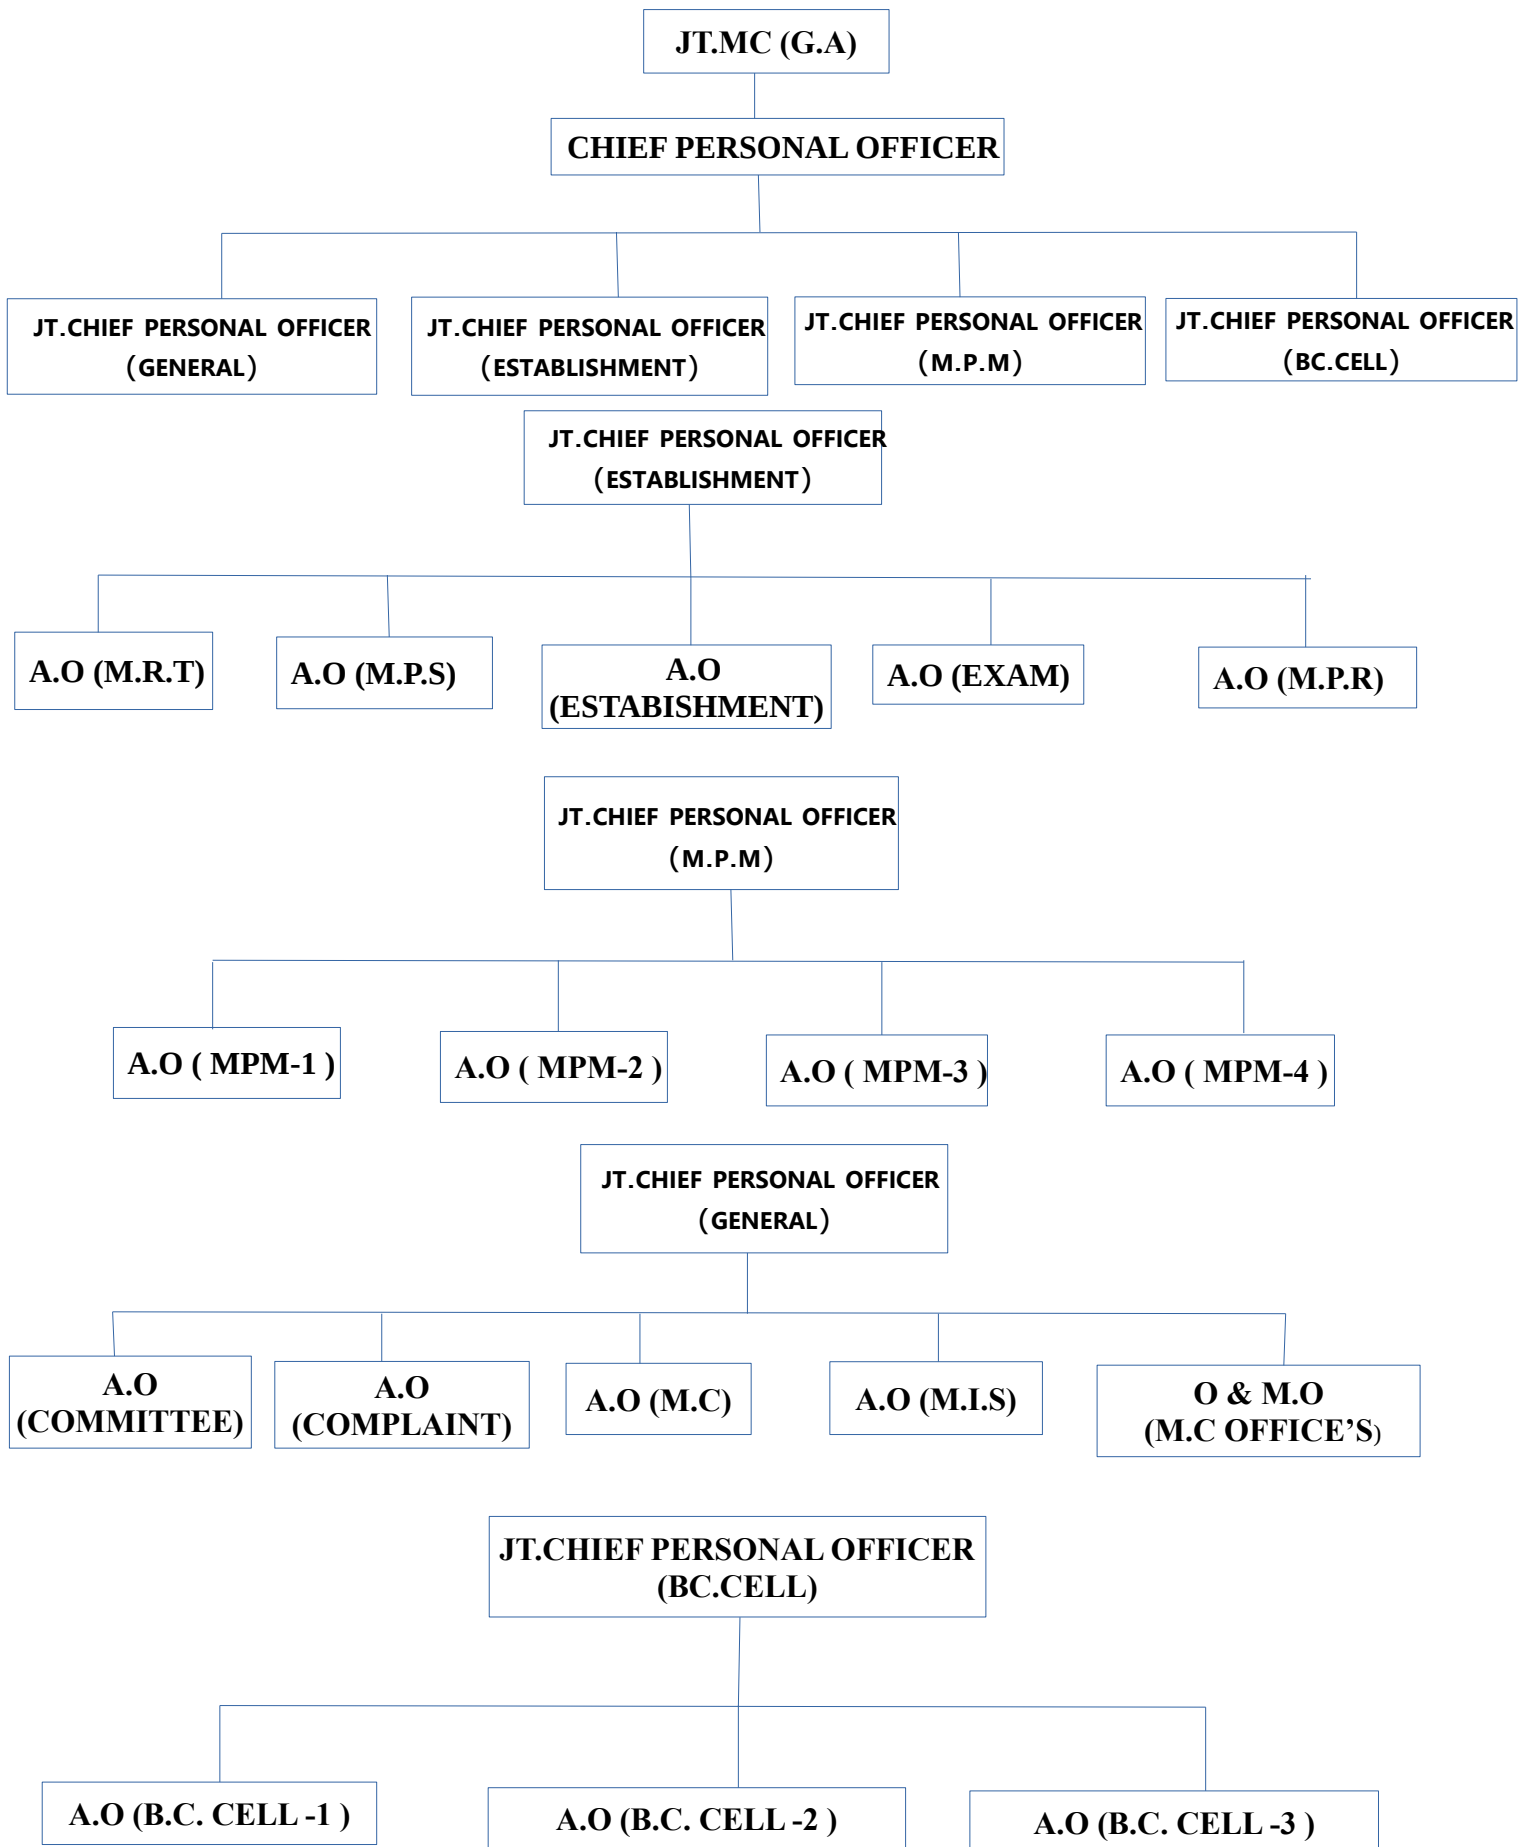 JT.MC (G.A)
CHIEF PERSONAL OFFICER
JT.CHIEF PERSONAL OFFICER
(GENERAL)
JT.CHIEF PERSONAL OFFICER
(ESTABLISHMENT)
JT.CHIEF PERSONAL OFFICER
(M.P.M)
JT.CHIEF PERSONAL OFFICER
(BC.CELL)
JT.CHIEF PERSONAL OFFICER
(ESTABLISHMENT)
A.O (M.R.T)
A.O (M.P.S)
A.O
(ESTABISHMENT)
A.O (EXAM)
A.O (M.P.R)
JT.CHIEF PERSONAL OFFICER
(M.P.M)
A.O ( MPM-1 )
A.O ( MPM-2 )
A.O ( MPM-3 )
A.O ( MPM-4 )
JT.CHIEF PERSONAL OFFICER
(GENERAL)
A.O
(COMMITTEE)
A.O
(COMPLAINT)
A.O (M.C)
A.O (M.I.S)
O & M.O
(M.C OFFICE’S)
JT.CHIEF PERSONAL OFFICER
(BC.CELL)
A.O (B.C. CELL -1 )
A.O (B.C. CELL -2 )
A.O (B.C. CELL -3 )